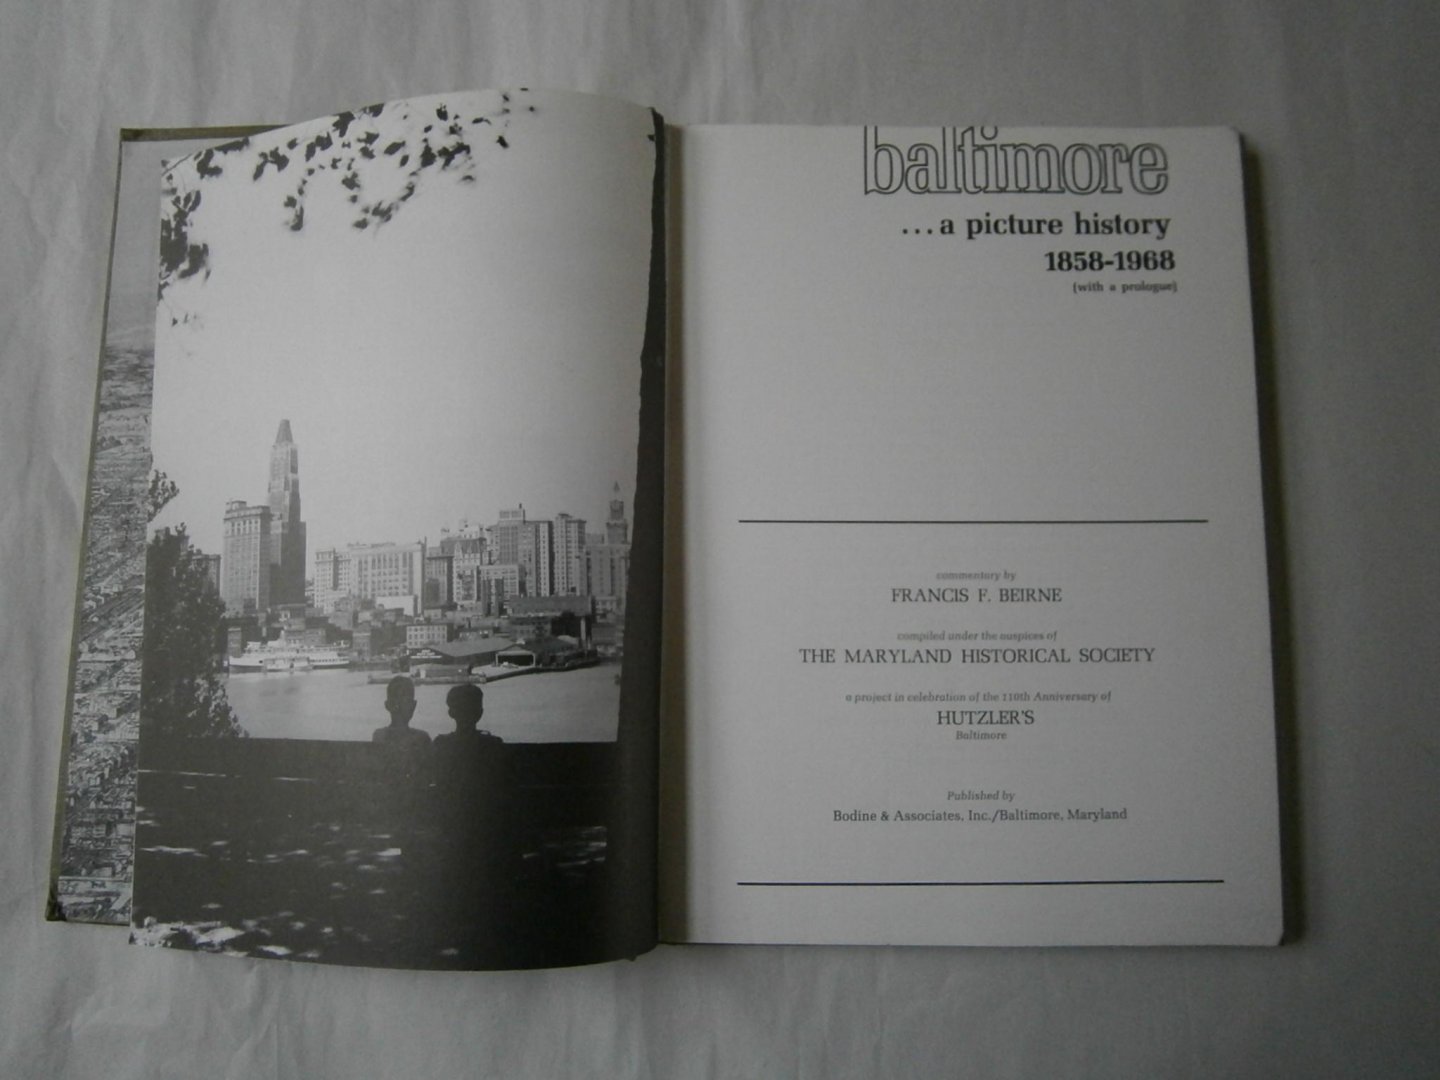 baltimore
...a picture history
1858-1968
(with a prologue)
commentary by
FRANCIS F. BEIRNE
compiled under the auspices of
THE MARYLAND HISTORICAL SOCIETY
a project in celebration of the 110th Anniversary of
HUTZLER'S
Baltimore
Published by
Bodine & Associates, Inc./Baltimore, Maryland